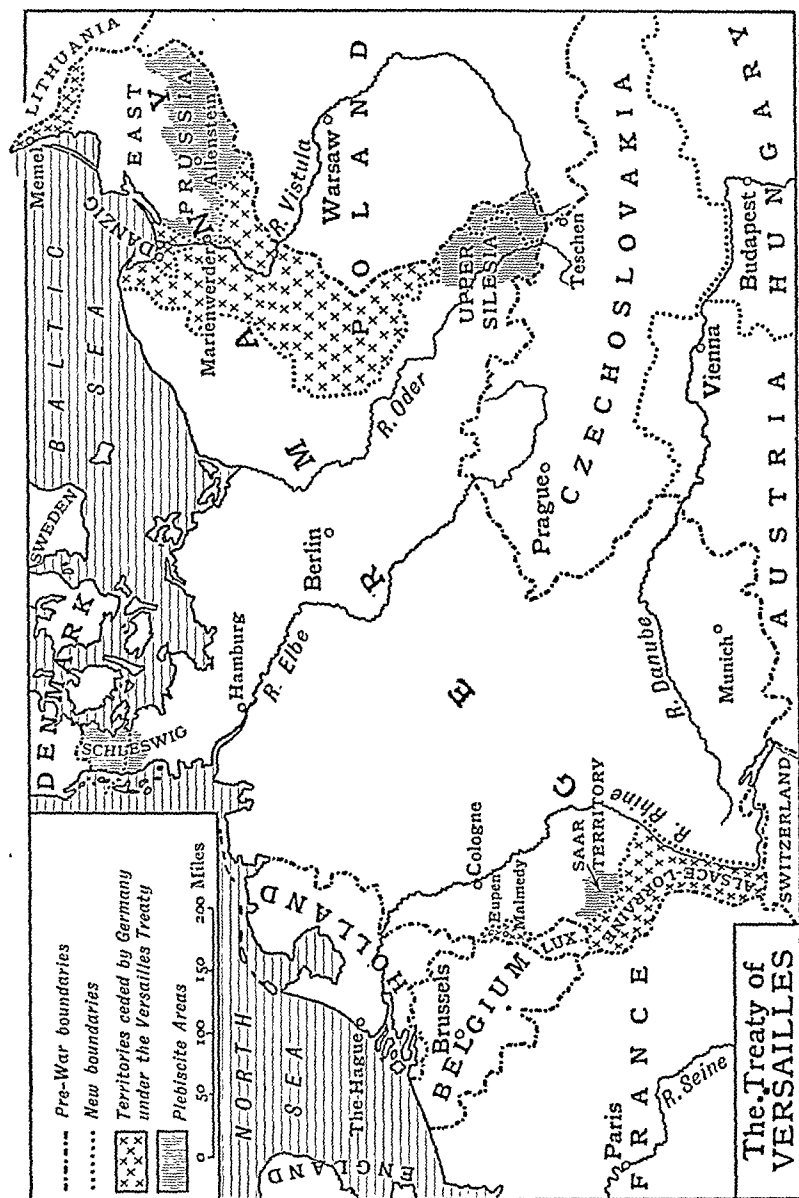 The Treaty of
VERSAILLES
Pre-War boundaries
New boundaries
Territories ceded by Germany
under the Versailles Treaty
Plebiscite Areas
0 50 100 150 200 Miles
NORTH
SEA
ENGLAND
DENMARK
SCHLESWIG
SWEDEN
BALTIC
SEA
Memel
LITHUANIA
DANZIG
EAST
PRUSSIA
Allenstein
Marienwerder
Hamburg
R. Elbe
Berlin
GERMANY
R. Vistula
Warsaw
POLAND
R. Oder
UPPER
SILESIA
Teschen
HOLLAND
The Hague
Brussels
BELGIUM
Eupen
Malmedy
Cologne
LUX
SAAR
TERRITORY
ALSACE-LORRAINE
R. Rhine
Prague
CZECHOSLOVAKIA
Paris
R. Seine
FRANCE
SWITZERLAND
R. Danube
Munich
Vienna
AUSTRIA
Budapest
HUNGARY